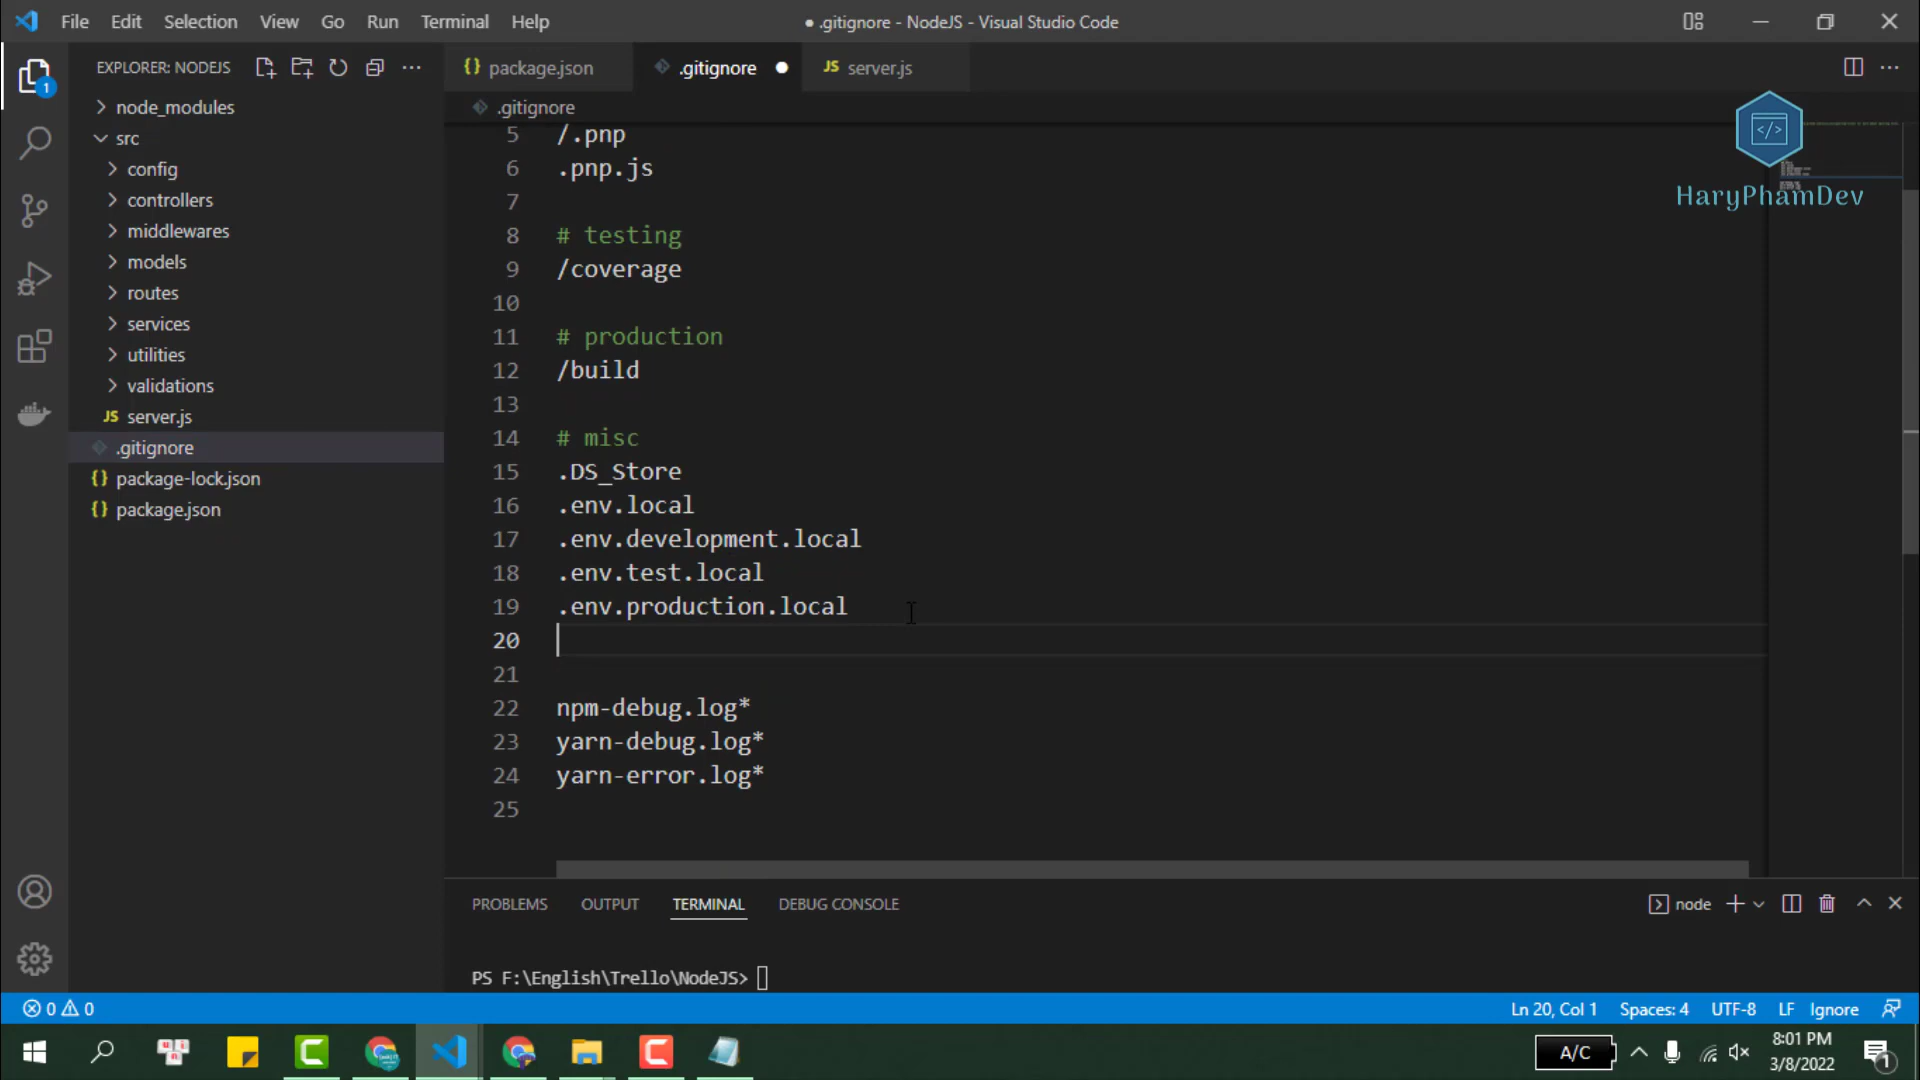 File Edit Selection View Go Run Terminal Help
● .gitignore - NodeJS - Visual Studio Code
EXPLORER: NODEJS
node_modules
src
config
controllers
middlewares
models
routes
services
utilities
validations
JS server.js
.gitignore
{} package-lock.json
{} package.json
1
{} package.json
.gitignore
JS server.js
.gitignore
</>
HaryPhamDev
5 /.pnp
6 .pnp.js
7
8 # testing
9 /coverage
10
11 # production
12 /build
13
14 # misc
15 .DS_Store
16 .env.local
17 .env.development.local
18 .env.test.local
19 .env.production.local
20
21
22 npm-debug.log*
23 yarn-debug.log*
24 yarn-error.log*
25
PROBLEMS OUTPUT TERMINAL DEBUG CONSOLE
node
PS F:\English\Trello\NodeJS>
0 0
Ln 20, Col 1 Spaces: 4 UTF-8 LF Ignore
A/C
8:01 PM
3/8/2022
1